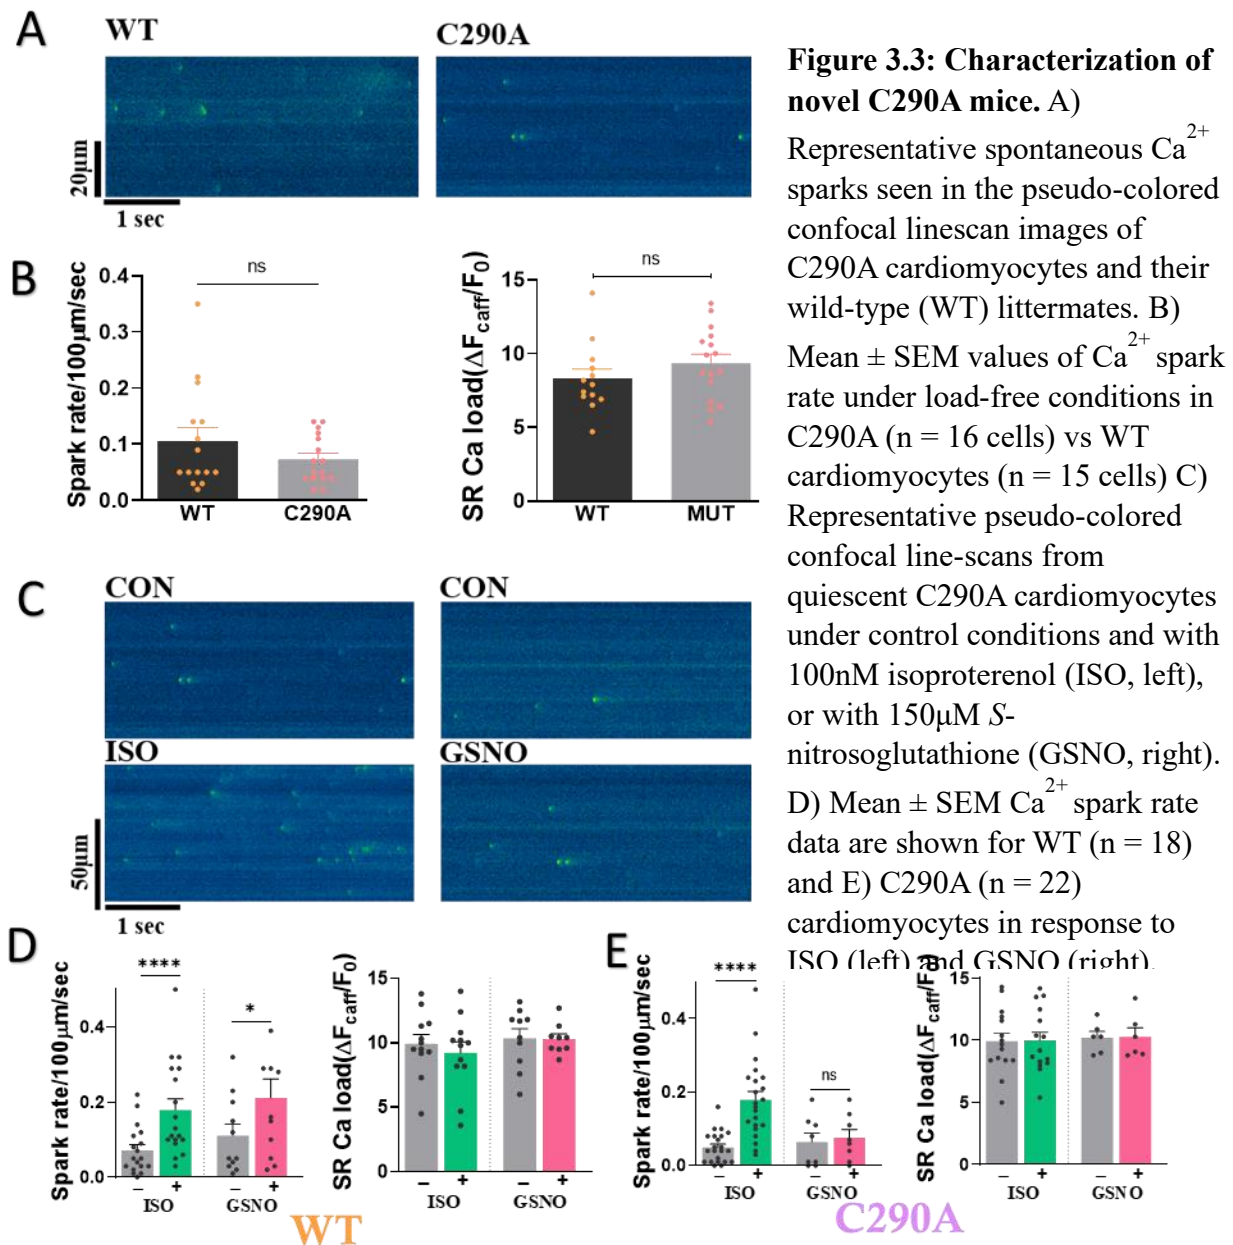 A
WT
C290A
20μm
1 sec
Figure 3.3: Characterization of
novel C290A mice. A)
Representative spontaneous Ca2+
sparks seen in the pseudo-colored
confocal linescan images of
C290A cardiomyocytes and their
wild-type (WT) littermates. B)
Mean ± SEM values of Ca2+ spark
rate under load-free conditions in
C290A (n = 16 cells) vs WT
cardiomyocytes (n = 15 cells) C)
Representative pseudo-colored
confocal line-scans from
quiescent C290A cardiomyocytes
under control conditions and with
100nM isoproterenol (ISO, left),
or with 150μM S-
nitrosoglutathione (GSNO, right).
D) Mean ± SEM Ca2+ spark rate
data are shown for WT (n = 18)
and E) C290A (n = 22)
cardiomyocytes in response to
ISO (left) and GSNO (right).
B
Spark rate/100μm/sec
0.4
0.3
0.2
0.1
0.0
ns
WT
C290A
SR Ca load(ΔFcaff/F0)
15
10
5
0
ns
WT
MUT
C
CON
CON
ISO
GSNO
50μm
1 sec
D
Spark rate/100μm/sec
0.4
0.2
0.0
****
*
– + – +
ISO GSNO
SR Ca load(ΔFcaff/F0)
15
10
5
0
– + – +
ISO GSNO
WT
E
Spark rate/100μm/sec
0.4
0.2
0.0
****
ns
– + – +
ISO GSNO
SR Ca load(ΔFcaff/F0)
15
10
5
0
– + – +
ISO GSNO
C290A